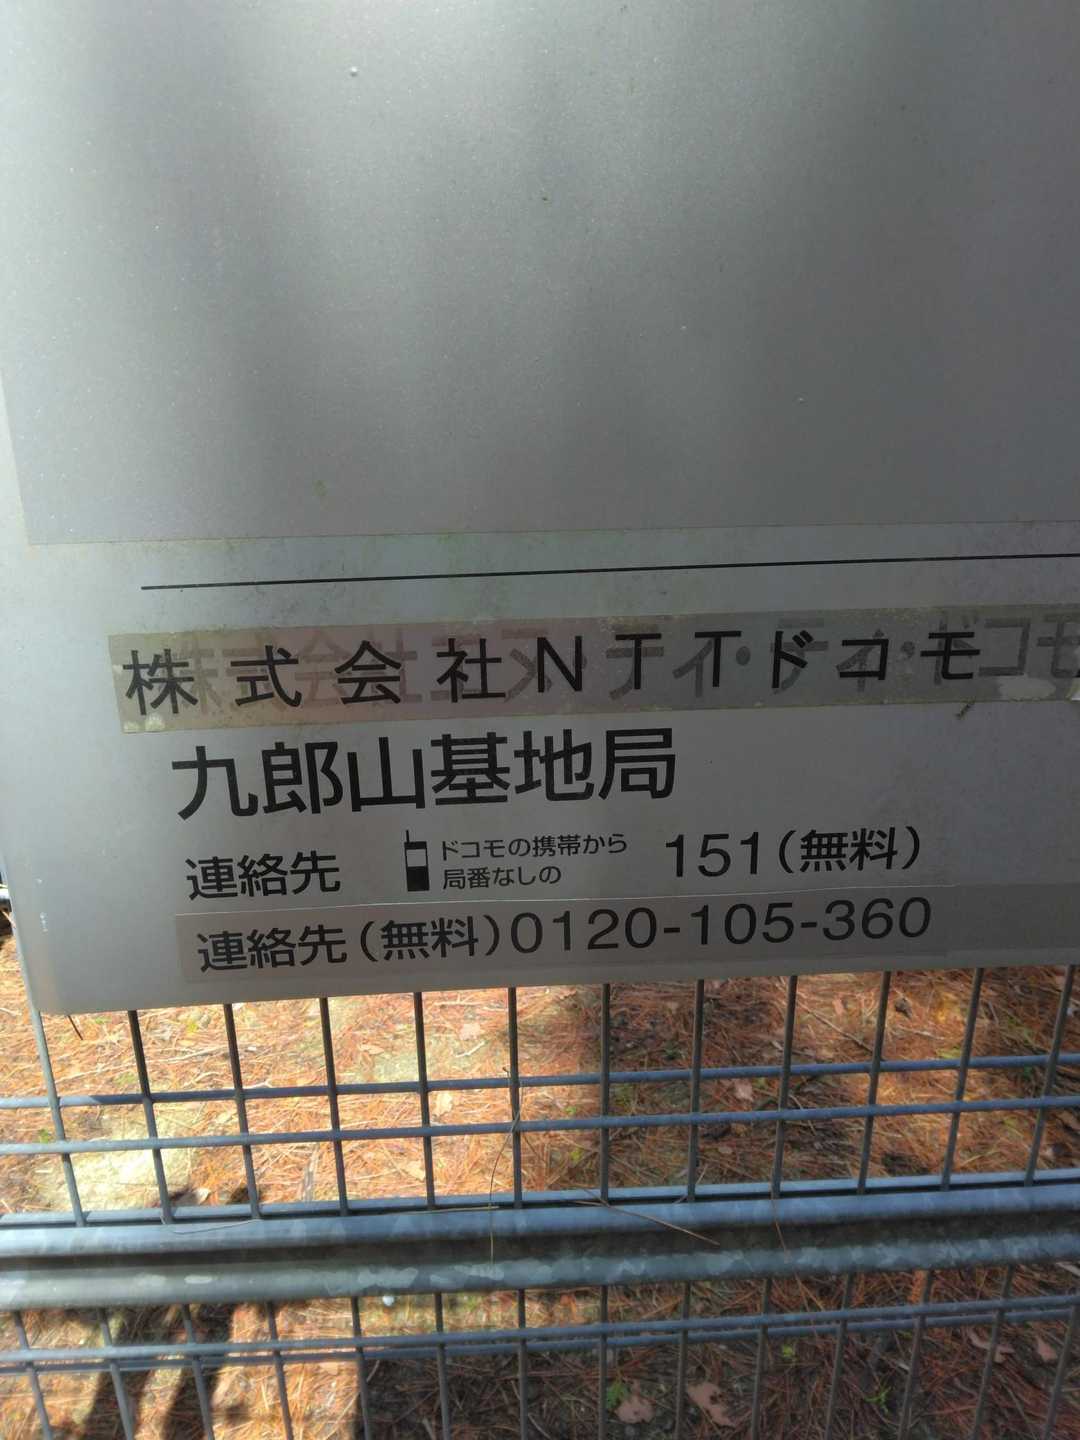 株式会社NTTドコモ
九郎山基地局
連絡先 ドコモの携帯から 151(無料)
局番なしの
連絡先(無料)0120-105-360